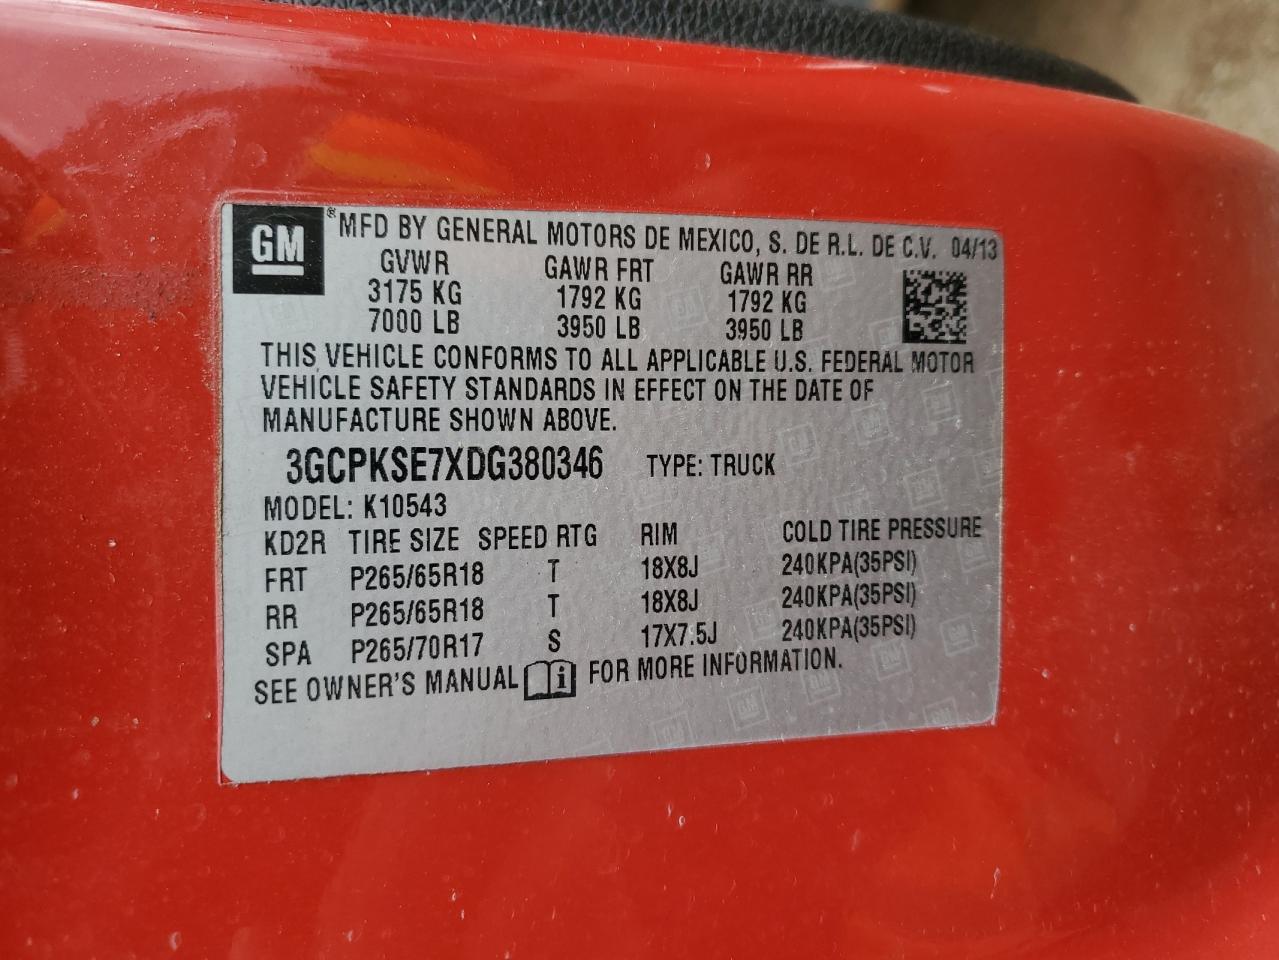 GM ® MFD BY GENERAL MOTORS DE MEXICO, S. DE R.L. DE C.V. 04/13
GVWR GAWR FRT GAWR RR
3175 KG 1792 KG 1792 KG
7000 LB 3950 LB 3950 LB
THIS VEHICLE CONFORMS TO ALL APPLICABLE U.S. FEDERAL MOTOR
VEHICLE SAFETY STANDARDS IN EFFECT ON THE DATE OF
MANUFACTURE SHOWN ABOVE.
3GCPKSE7XDG380346 TYPE: TRUCK
MODEL: K10543
KD2R TIRE SIZE SPEED RTG RIM COLD TIRE PRESSURE
FRT P265/65R18 T 18X8J 240KPA(35PSI)
RR P265/65R18 T 18X8J 240KPA(35PSI)
SPA P265/70R17 S 17X7.5J 240KPA(35PSI)
SEE OWNER'S MANUAL i FOR MORE INFORMATION.